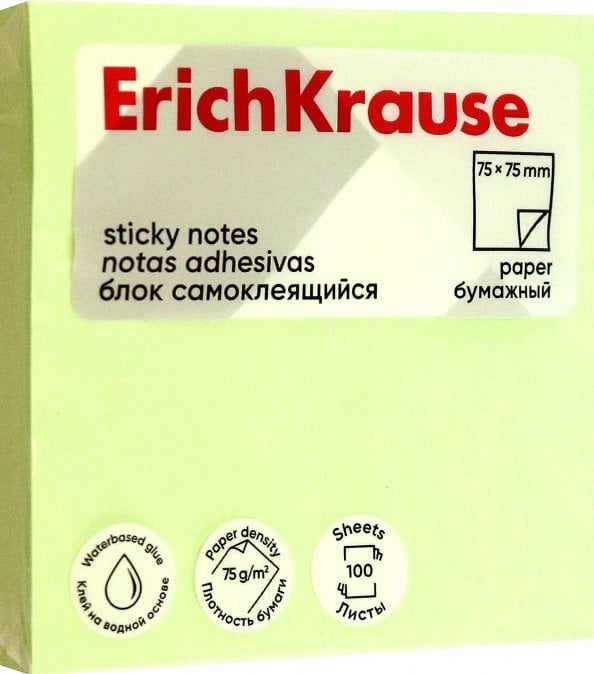 ErichKrause
75 × 75 mm
sticky notes
notas adhesivas
блок самоклеящийся
paper
бумажный
Waterbased glue
Клей на водной основе
Paper density
75 g/m²
Плотность бумаги
Sheets
100
Листы